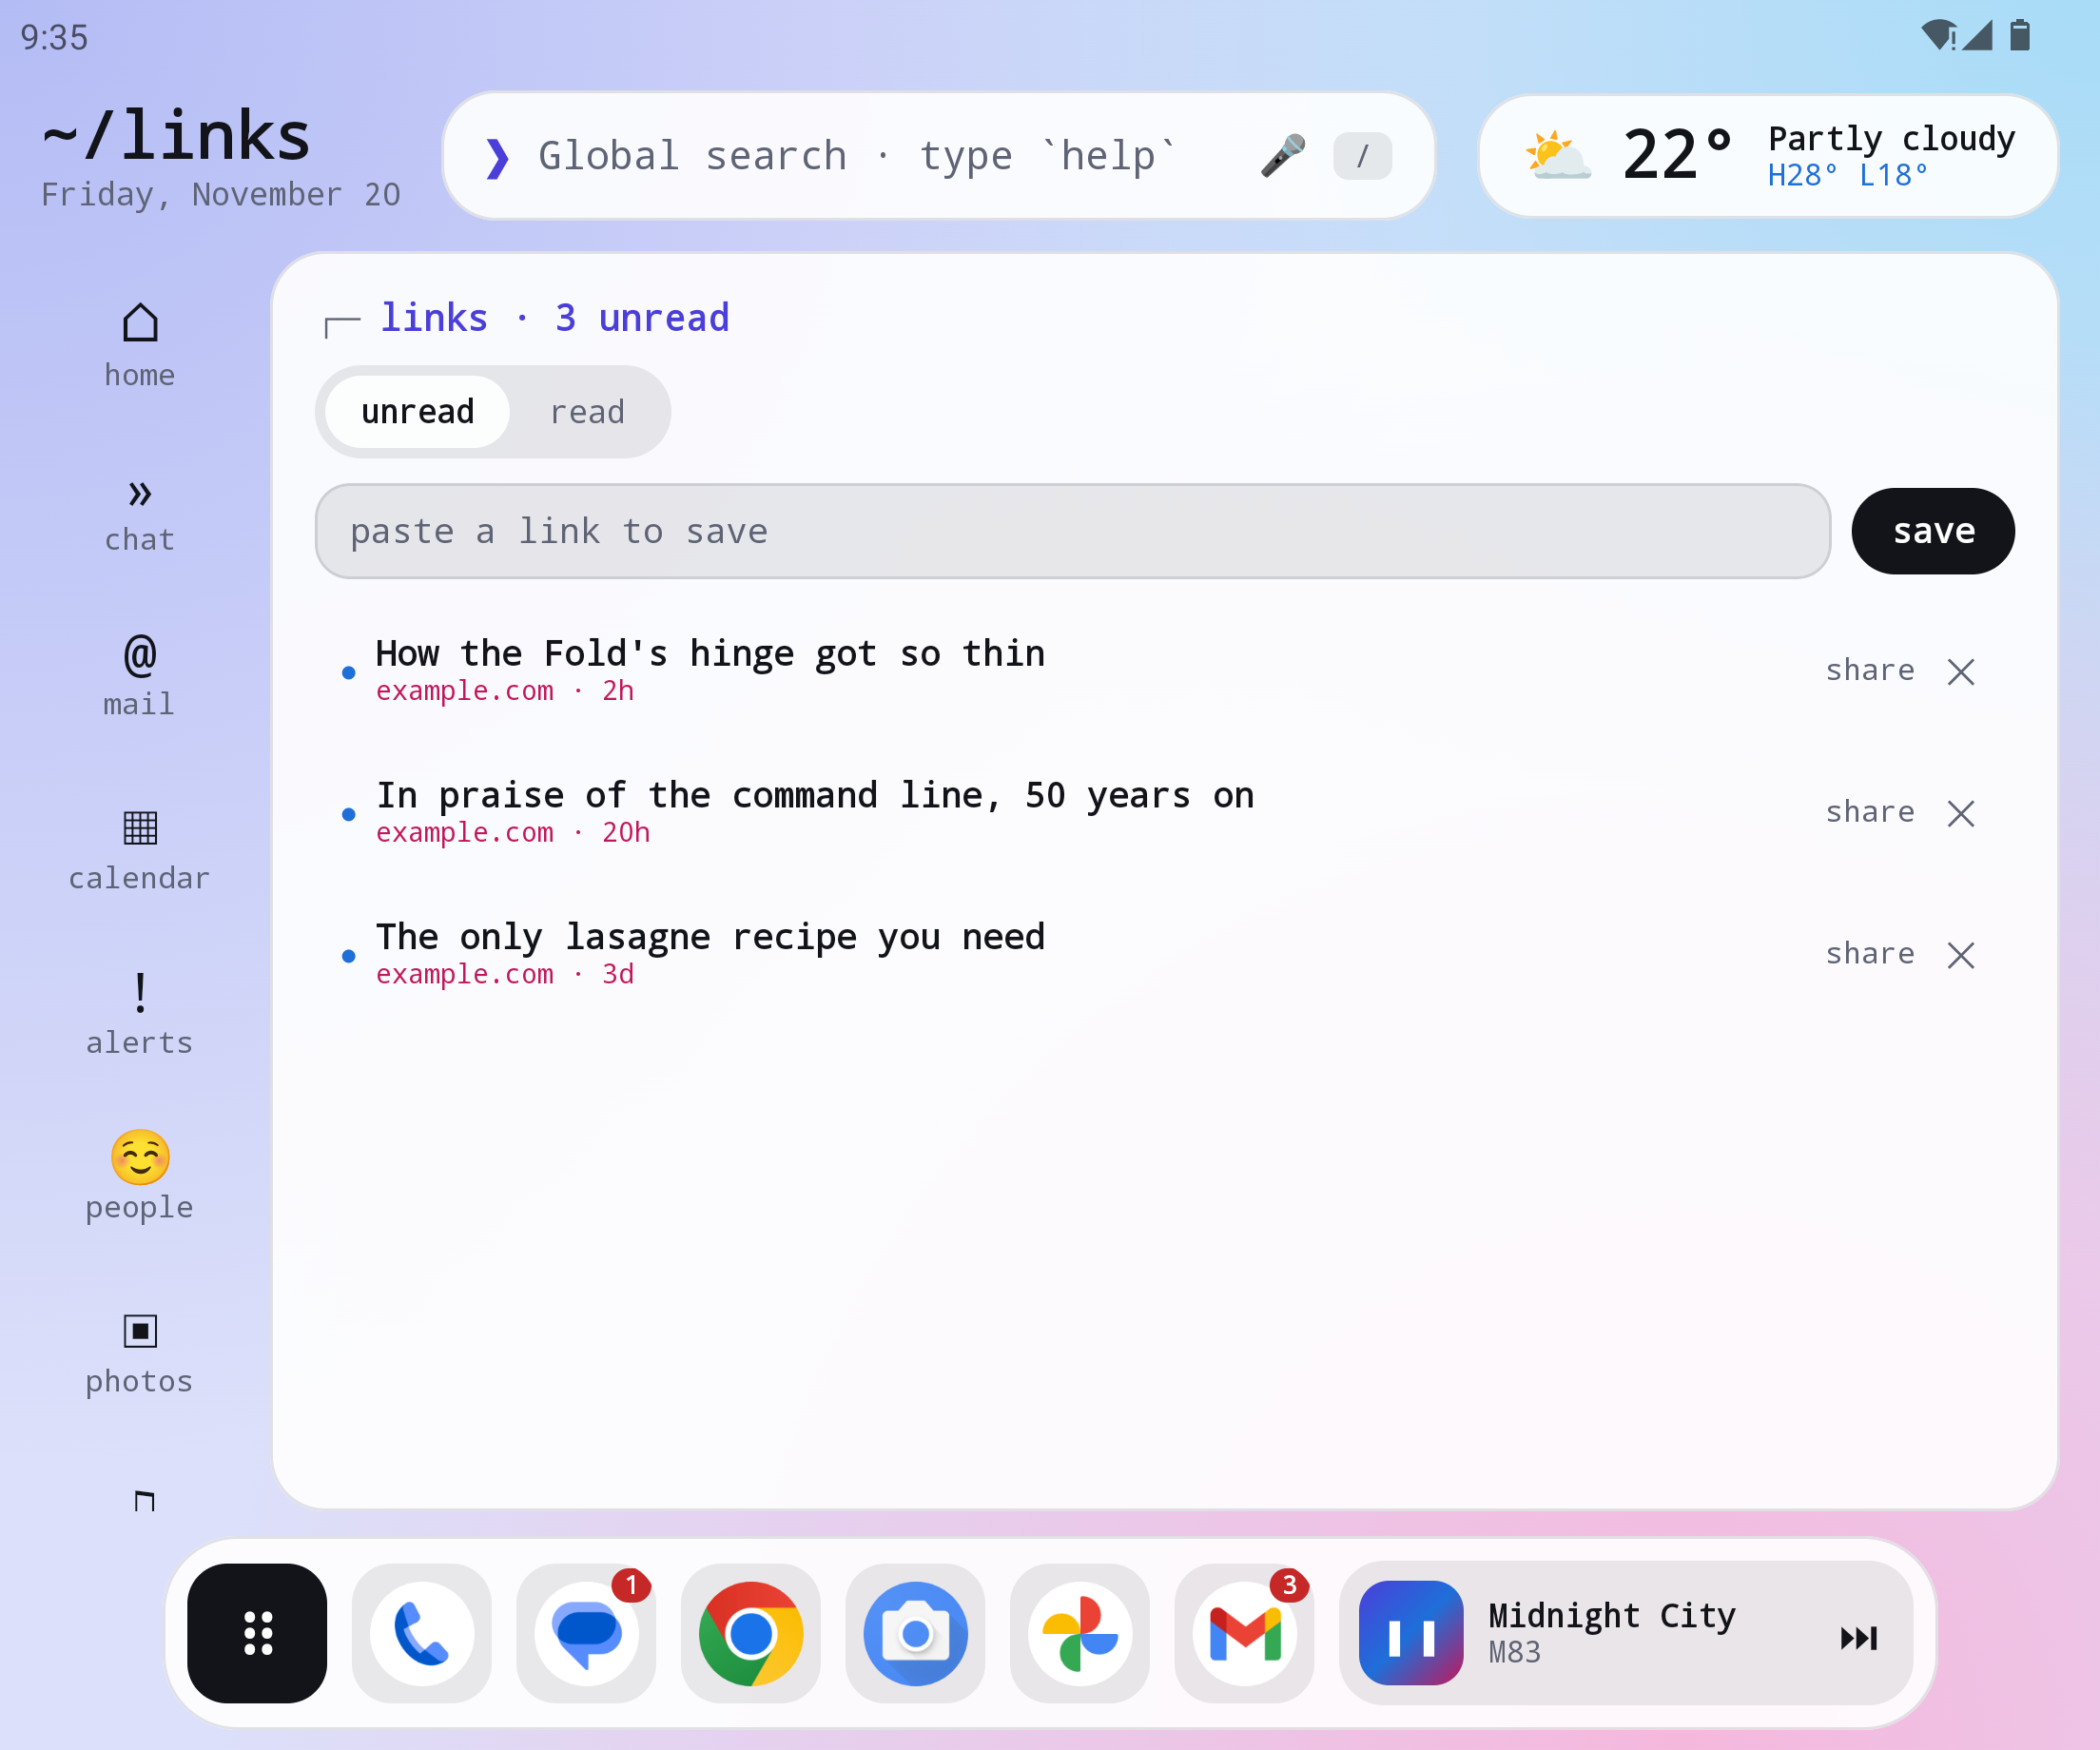 9:35
~/links
Friday, November 20
❯ Global search · type `help`
/
22°
Partly cloudy
H28° L18°
home
» chat
@ mail
calendar
! alerts
people
photos
┌─ links · 3 unread
unread
read
paste a link to save
save
How the Fold's hinge got so thin
example.com · 2h
share ×
In praise of the command line, 50 years on
example.com · 20h
share ×
The only lasagne recipe you need
example.com · 3d
share ×
1
3
Midnight City
M83